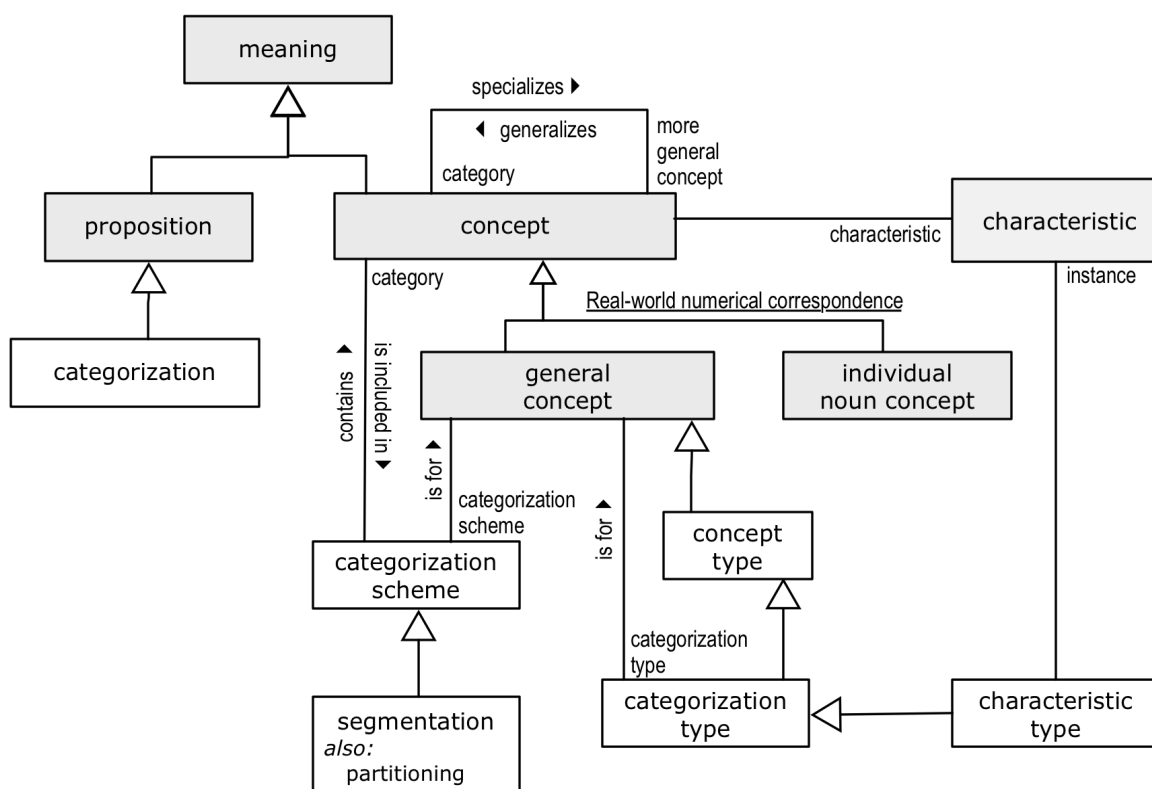 meaning
specializes
generalizes
more
general
concept
category
proposition
concept
characteristic
characteristic
category
instance
Real-world numerical correspondence
categorization
contains
is included in
general
concept
individual
noun concept
is for
categorization
scheme
is for
concept
type
categorization
scheme
categorization
type
categorization
type
characteristic
type
segmentation
also:
partitioning